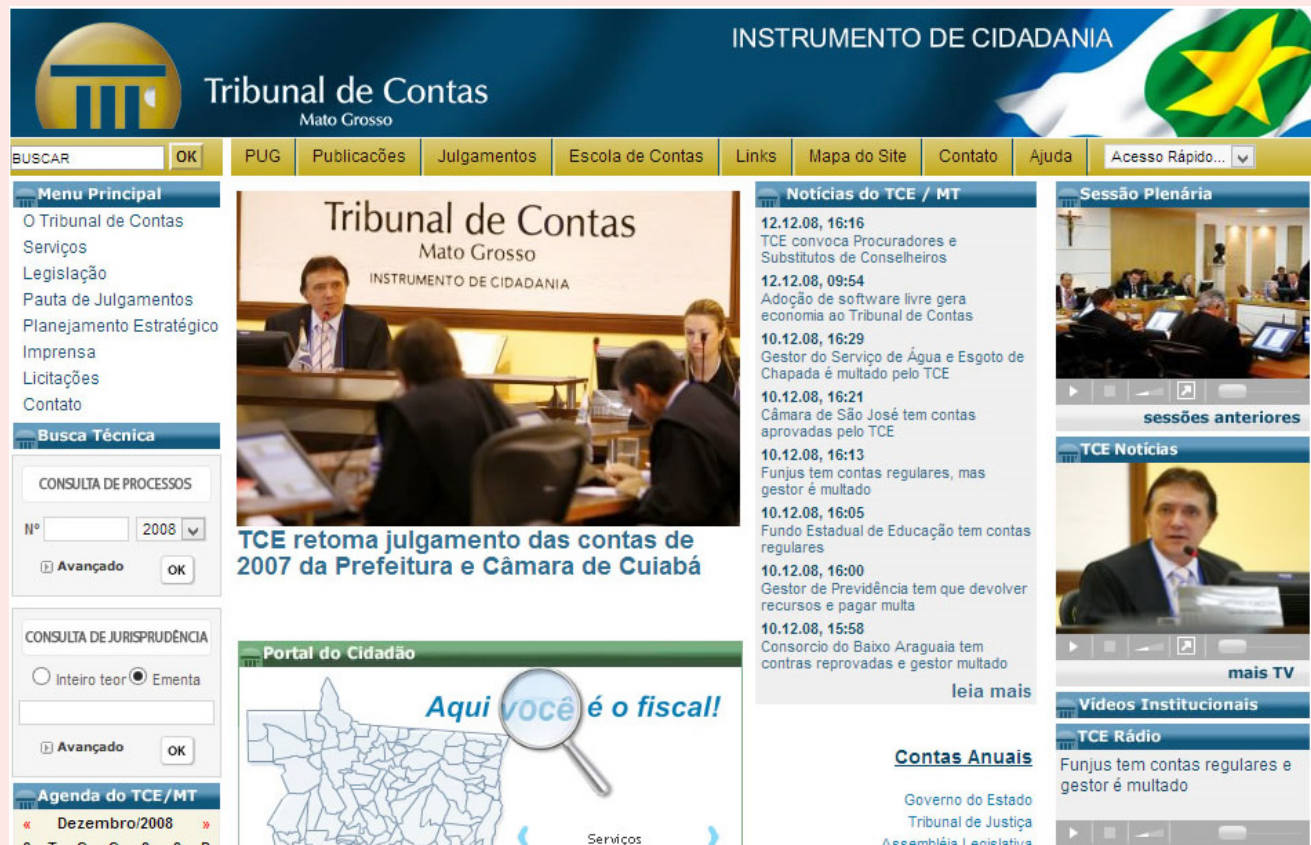 INSTRUMENTO DE CIDADANIA
Tribunal de Contas
Mato Grosso
BUSCAR
OK
PUG
Publicacões
Julgamentos
Escola de Contas
Links
Mapa do Site
Contato
Ajuda
Acesso Rápido...
Menu Principal
O Tribunal de Contas
Serviços
Legislação
Pauta de Julgamentos
Planejamento Estratégico
Imprensa
Licitações
Contato
Busca Técnica
CONSULTA DE PROCESSOS
Nº
2008
Avançado
OK
CONSULTA DE JURISPRUDÊNCIA
Inteiro teor
Ementa
Avançado
OK
Agenda do TCE/MT
« Dezembro/2008 »
Tribunal de Contas
Mato Grosso
INSTRUMENTO DE CIDADANIA
TCE retoma julgamento das contas de
2007 da Prefeitura e Câmara de Cuiabá
Portal do Cidadão
Aqui você é o fiscal!
Serviços
Notícias do TCE / MT
12.12.08, 16:16
TCE convoca Procuradores e
Substitutos de Conselheiros
12.12.08, 09:54
Adoção de software livre gera
economia ao Tribunal de Contas
10.12.08, 16:29
Gestor do Serviço de Água e Esgoto de
Chapada é multado pelo TCE
10.12.08, 16:21
Câmara de São José tem contas
aprovadas pelo TCE
10.12.08, 16:13
Funjus tem contas regulares, mas
gestor é multado
10.12.08, 16:05
Fundo Estadual de Educação tem contas
regulares
10.12.08, 16:00
Gestor de Previdência tem que devolver
recursos e pagar multa
10.12.08, 15:58
Consorcio do Baixo Araguaia tem
contras reprovadas e gestor multado
leia mais
Contas Anuais
Governo do Estado
Tribunal de Justiça
Assembléia Legislativa
Sessão Plenária
sessões anteriores
TCE Notícias
mais TV
Vídeos Institucionais
TCE Rádio
Funjus tem contas regulares e
gestor é multado